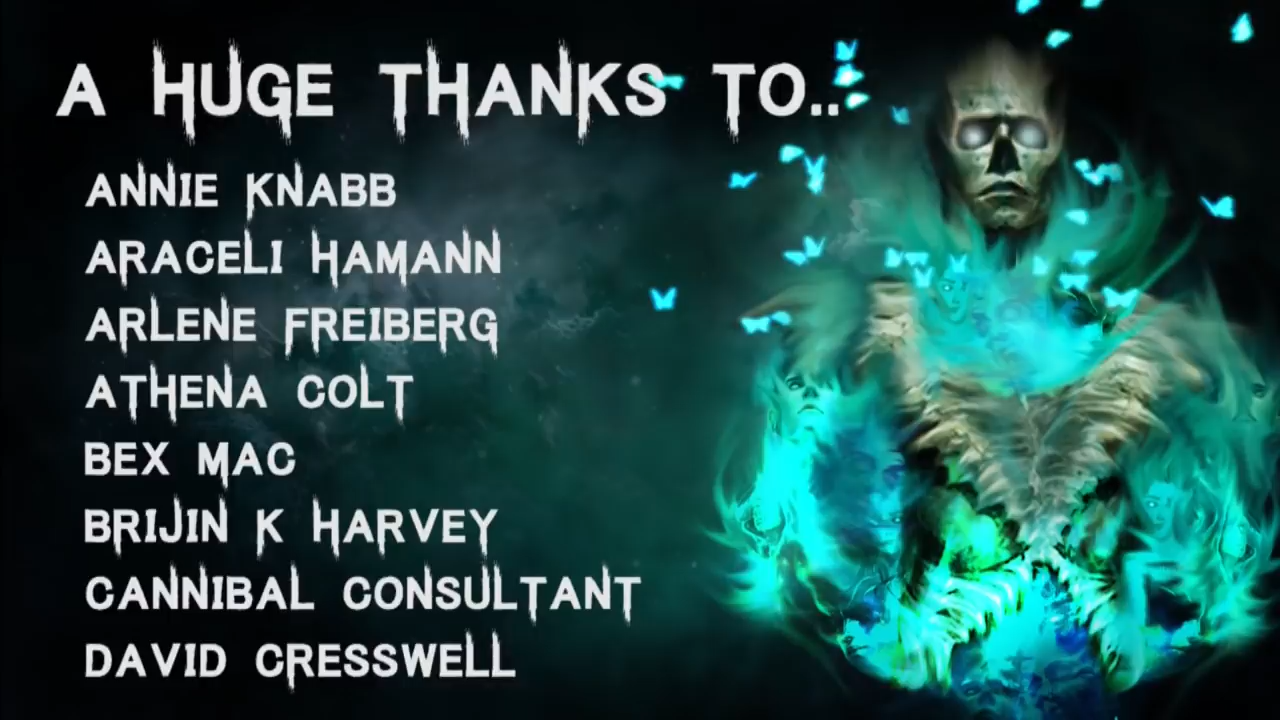 A HUGE THANKS TO..
ANNIE KNABB
ARACELI HAMANN
ARLENE FREIBERG
ATHENA COLT
BEX MAC
BRIJIN K HARVEY
CANNIBAL CONSULTANT
DAVID CRESSWELL